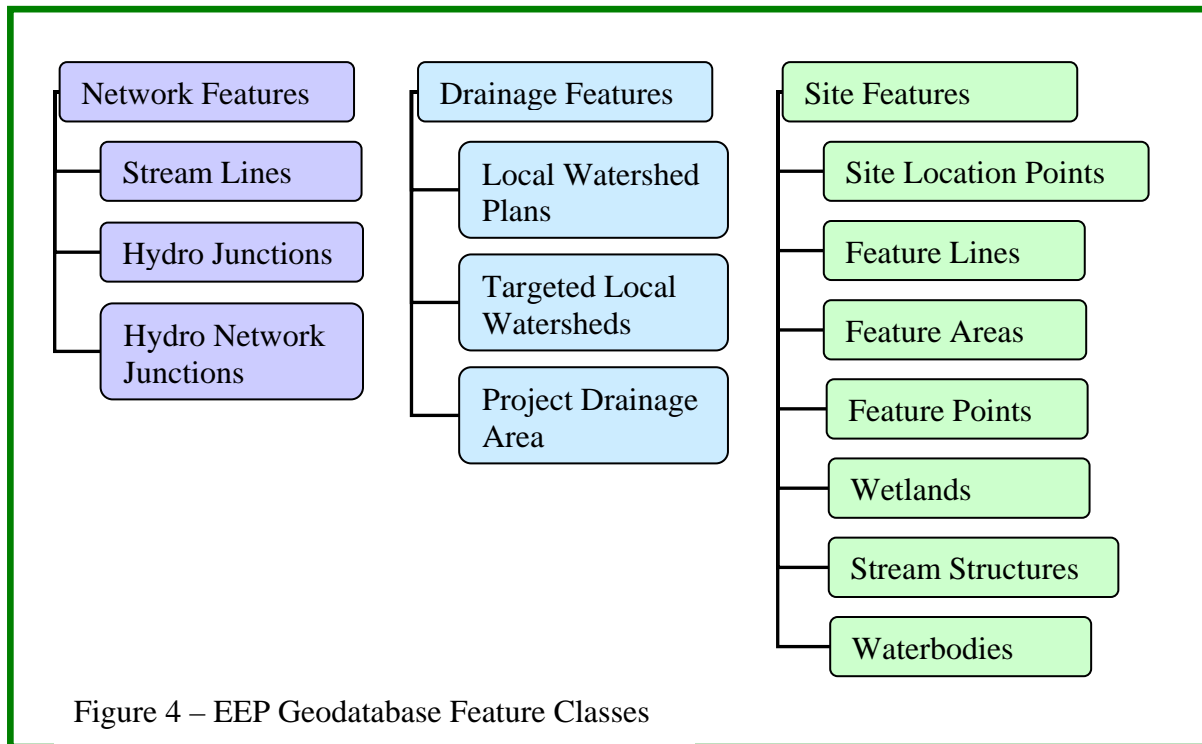 Network Features
Stream Lines
Hydro Junctions
Hydro Network
Junctions
Drainage Features
Local Watershed
Plans
Targeted Local
Watersheds
Project Drainage
Area
Site Features
Site Location Points
Feature Lines
Feature Areas
Feature Points
Wetlands
Stream Structures
Waterbodies
Figure 4 – EEP Geodatabase Feature Classes